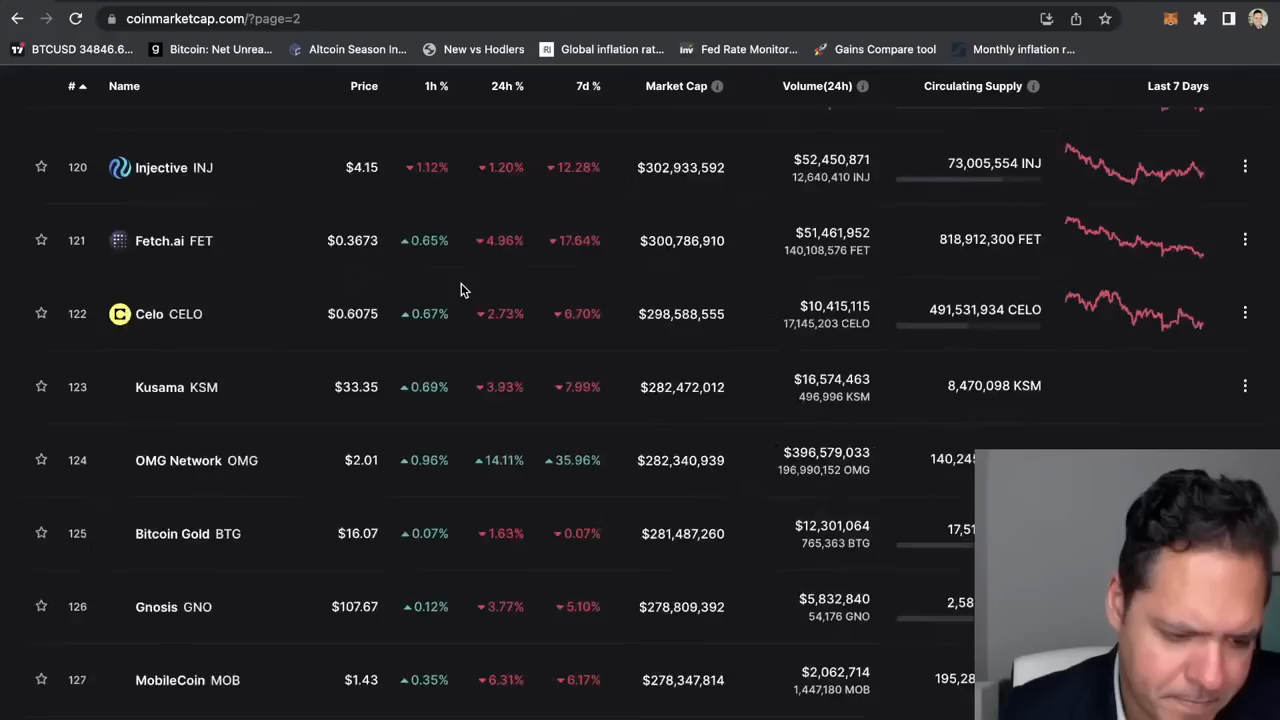 coinmarketcap.com/?page=2
BTCUSD 34846.6... Bitcoin: Net Unrea... Altcoin Season In... New vs Hodlers Global inflation rat... Fed Rate Monitor... Gains Compare tool Monthly inflation r...
# Name Price 1h % 24h % 7d % Market Cap Volume(24h) Circulating Supply Last 7 Days
120 Injective INJ $4.15 1.12% 1.20% 12.28% $302,933,592 $52,450,871 73,005,554 INJ
12,640,410 INJ
121 Fetch.ai FET $0.3673 0.65% 4.96% 17.64% $300,786,910 $51,461,952 818,912,300 FET
140,108,576 FET
122 Celo CELO $0.6075 0.67% 2.73% 6.70% $298,588,555 $10,415,115 491,531,934 CELO
17,145,203 CELO
123 Kusama KSM $33.35 0.69% 3.93% 7.99% $282,472,012 $16,574,463 8,470,098 KSM
496,996 KSM
124 OMG Network OMG $2.01 0.96% 14.11% 35.96% $282,340,939 $396,579,033 140,245
196,990,152 OMG
125 Bitcoin Gold BTG $16.07 0.07% 1.63% 0.07% $281,487,260 $12,301,064 17,51
765,363 BTG
126 Gnosis GNO $107.67 0.12% 3.77% 5.10% $278,809,392 $5,832,840 2,58
54,176 GNO
127 MobileCoin MOB $1.43 0.35% 6.31% 6.17% $278,347,814 $2,062,714 195,28
1,447,180 MOB